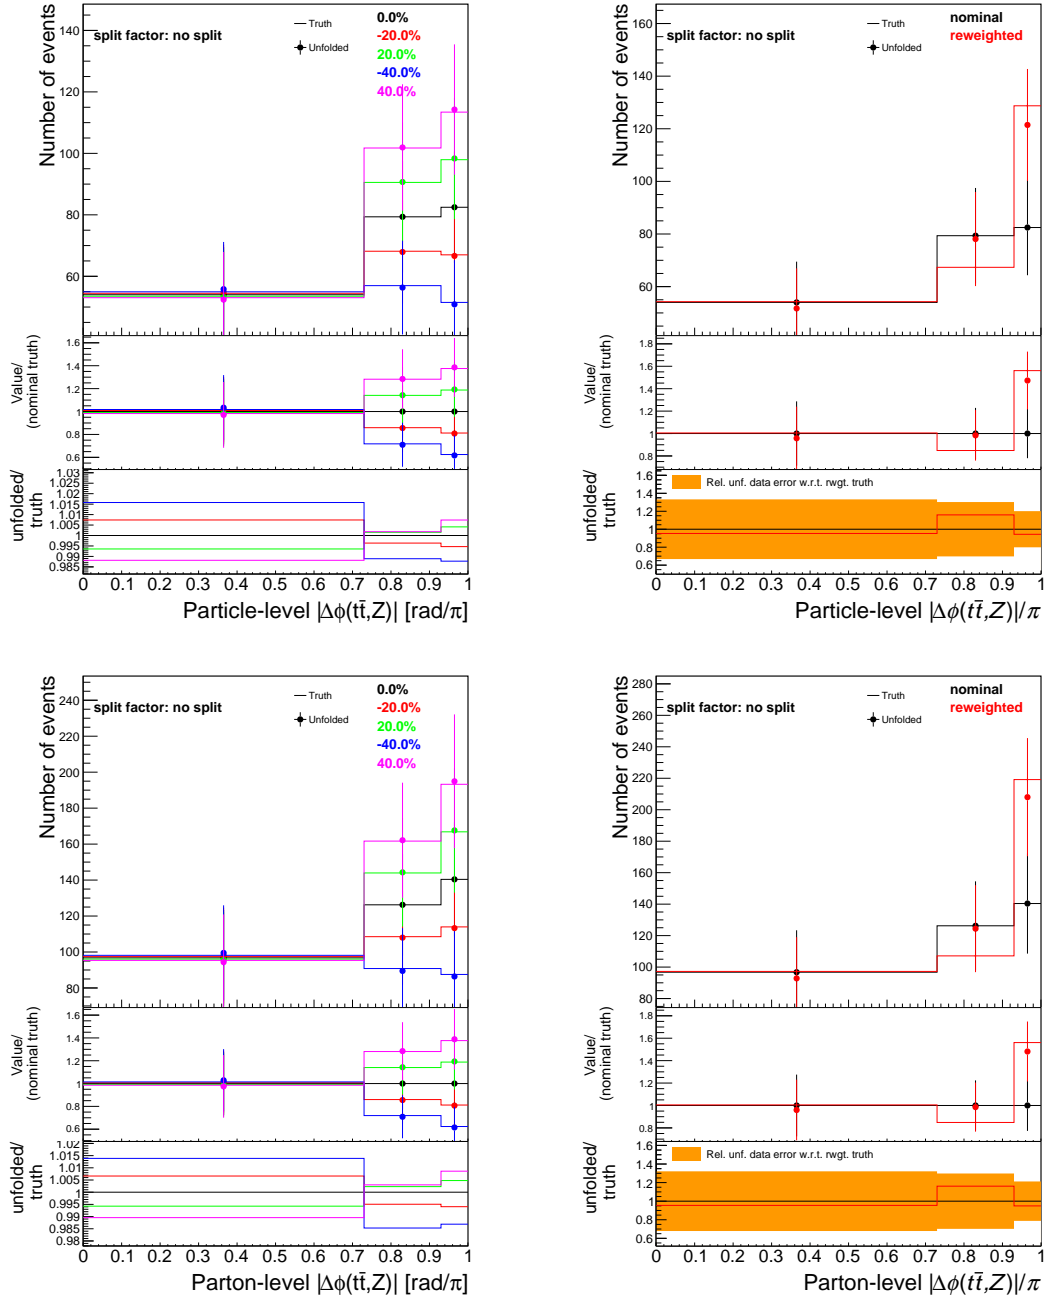 Number of events
split factor: no split
Truth
Unfolded
0.0%
-20.0%
20.0%
-40.0%
40.0%
140
120
100
80
60
Value/
(nominal truth)
1.6
1.4
1.2
1
0.8
0.6
unfolded/
truth
1.03
1.025
1.02
1.015
1.01
1.005
1
0.995
0.99
0.985
0 0.1 0.2 0.3 0.4 0.5 0.6 0.7 0.8 0.9 1
Particle-level |Δϕ(tt̄,Z)| [rad/π]
Number of events
split factor: no split
Truth
Unfolded
nominal
reweighted
160
140
120
100
80
60
Value/
(nominal truth)
1.6
1.4
1.2
1
0.8
unfolded/
truth
Rel. unf. data error w.r.t. rwgt. truth
1.6
1.4
1.2
1
0.8
0.6
0 0.1 0.2 0.3 0.4 0.5 0.6 0.7 0.8 0.9 1
Particle-level |Δϕ(tt̄,Z)|/π
Number of events
split factor: no split
Truth
Unfolded
0.0%
-20.0%
20.0%
-40.0%
40.0%
240
220
200
180
160
140
120
100
80
Value/
(nominal truth)
1.6
1.4
1.2
1
0.8
0.6
unfolded/
truth
1.02
1.015
1.01
1.005
1
0.995
0.99
0.985
0.98
0 0.1 0.2 0.3 0.4 0.5 0.6 0.7 0.8 0.9 1
Parton-level |Δϕ(tt̄,Z)| [rad/π]
Number of events
split factor: no split
Truth
Unfolded
nominal
reweighted
280
260
240
220
200
180
160
140
120
100
80
Value/
(nominal truth)
1.6
1.4
1.2
1
0.8
unfolded/
truth
Rel. unf. data error w.r.t. rwgt. truth
1.6
1.4
1.2
1
0.8
0.6
0 0.1 0.2 0.3 0.4 0.5 0.6 0.7 0.8 0.9 1
Parton-level |Δϕ(tt̄,Z)|/π